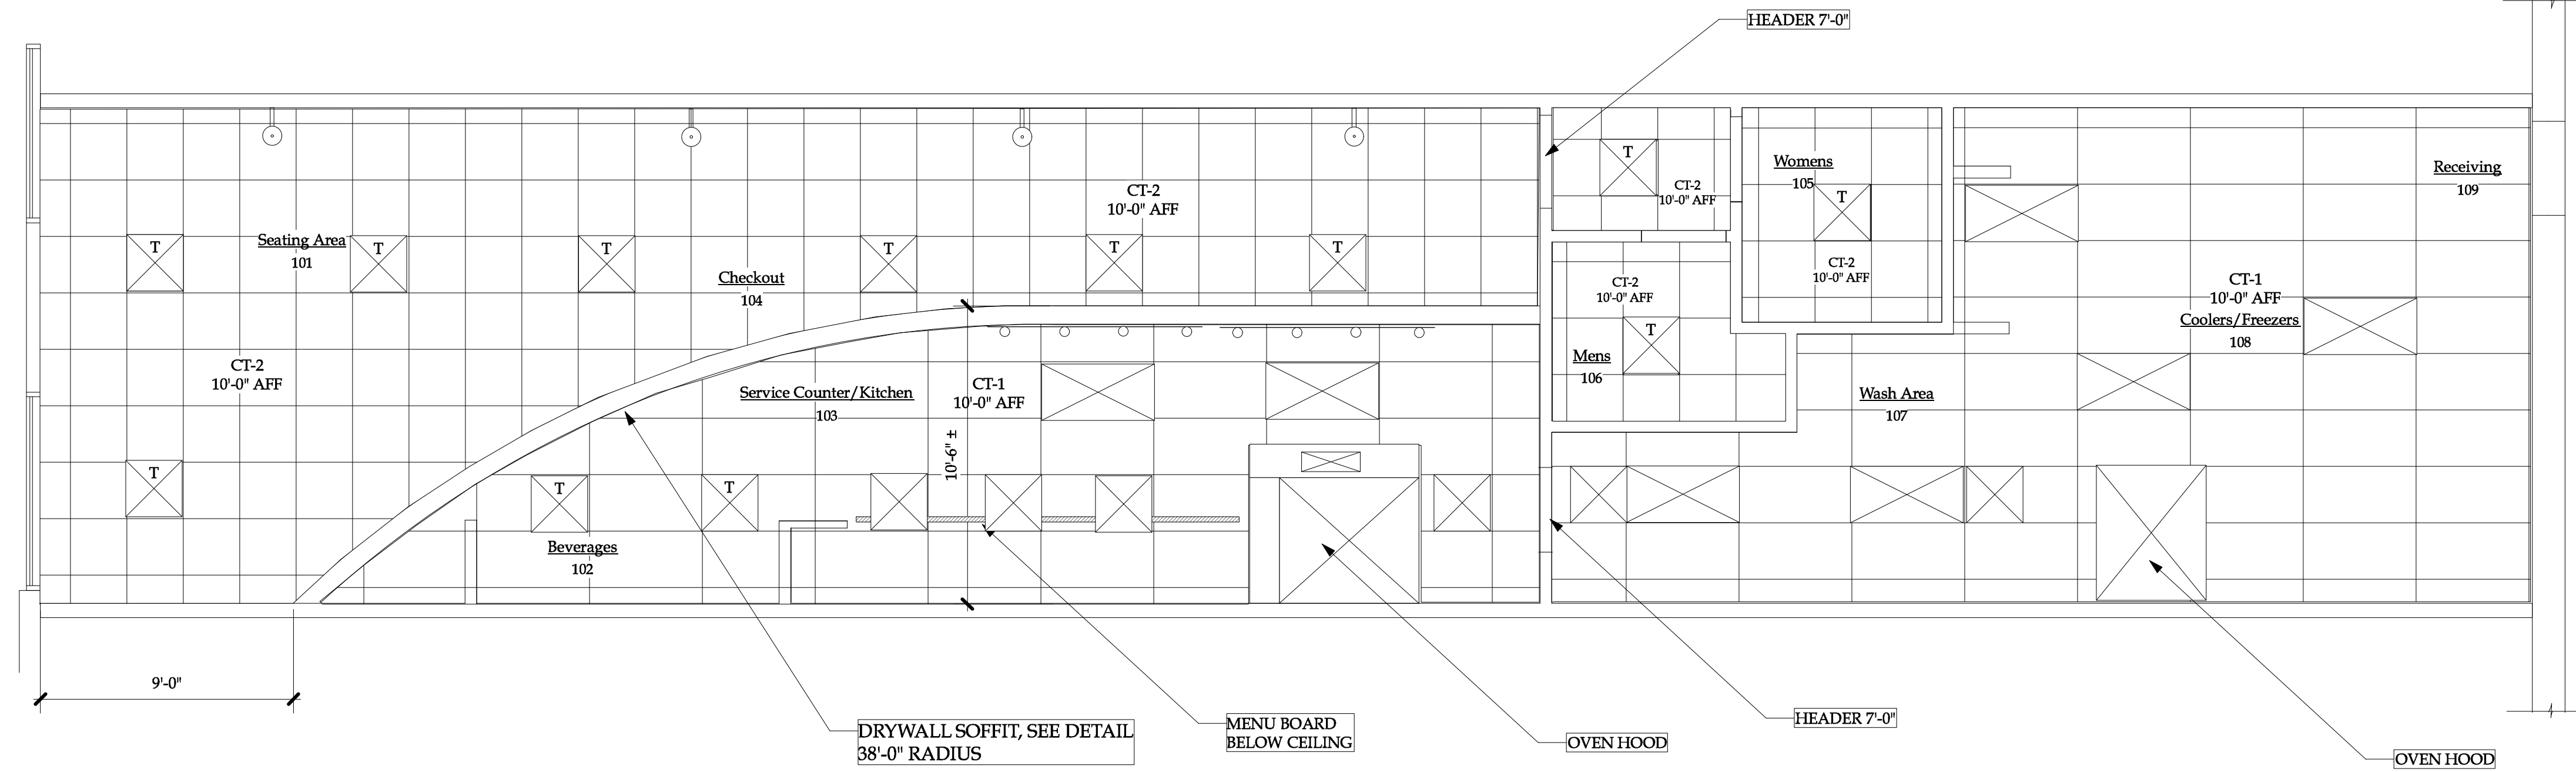 HEADER 7'-0"
T
Womens
105
CT-2
10'-0" AFF
Receiving
109
CT-2
10'-0" AFF
T
Seating Area
101
T
T
T
T
T
T
T
Checkout
104
CT-2
10'-0" AFF
CT-2
10'-0" AFF
CT-1
10'-0" AFF
Coolers/Freezers
108
T
Mens
106
CT-2
10'-0" AFF
Service Counter/Kitchen
103
CT-1
10'-0" AFF
Wash Area
107
10'-6" ±
T
T
T
Beverages
102
9'-0"
DRYWALL SOFFIT, SEE DETAIL
38'-0" RADIUS
MENU BOARD
BELOW CEILING
OVEN HOOD
HEADER 7'-0"
OVEN HOOD